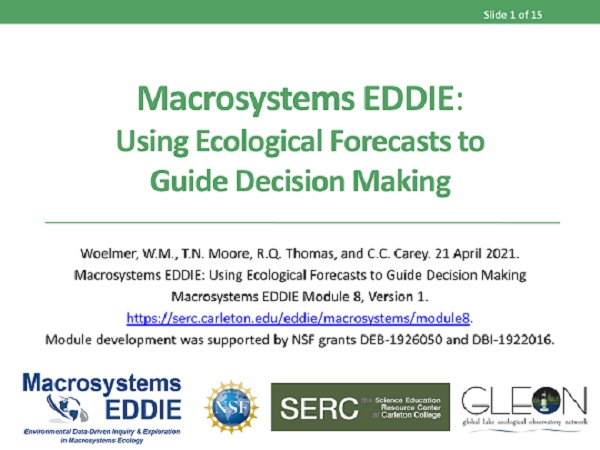 Slide 1 of 15
Macrosystems EDDIE:
Using Ecological Forecasts to
Guide Decision Making
Woelmer, W.M., T.N. Moore, R.Q. Thomas, and C.C. Carey. 21 April 2021.
Macrosystems EDDIE: Using Ecological Forecasts to Guide Decision Making
Macrosystems EDDIE Module 8, Version 1.
https://serc.carleton.edu/eddie/macrosystems/module8.
Module development was supported by NSF grants DEB-1926050 and DBI-1922016.
Macrosystems
EDDIE
Environmental Data-Driven Inquiry & Exploration
in Macrosystems Ecology
NSF
SERC
the Science Education
Resource Center
at Carleton College
GLEON
global lake ecological observatory network